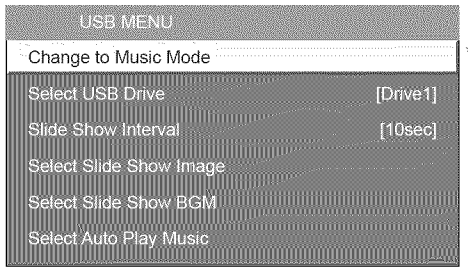 USB MENU
Change to Music Mode
Select USB Drive [Drive1]
Slide Show Interval [10sec]
Select Slide Show Image
Select Slide Show BGM
Select Auto Play Music